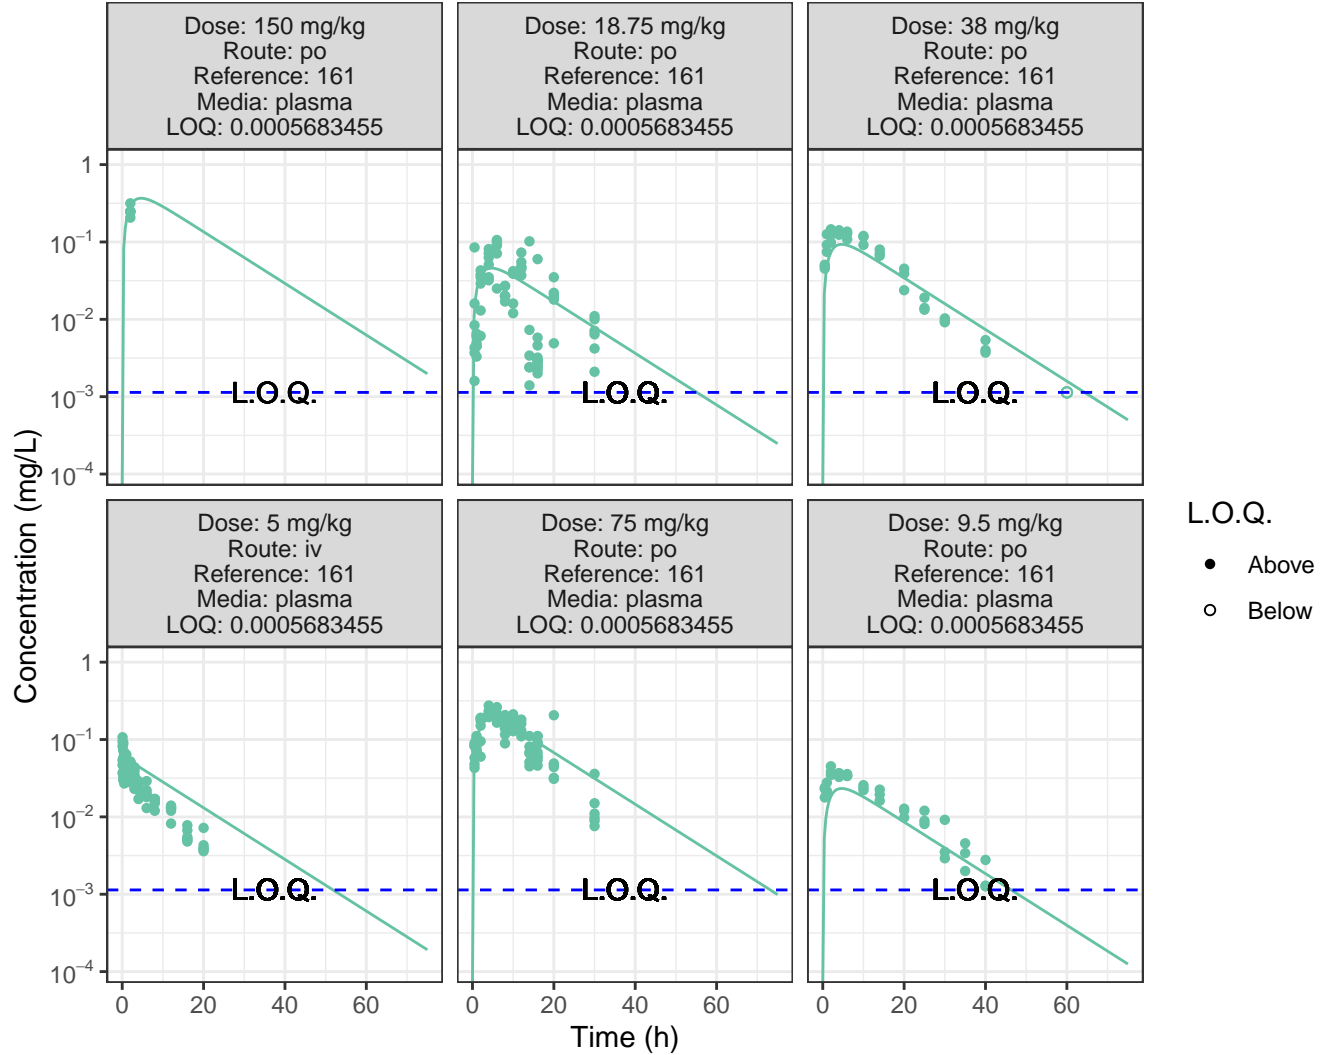 Dose: 150 mg/kg
Route: po
Reference: 161
Media: plasma
LOQ: 0.0005683455
Dose: 18.75 mg/kg
Route: po
Reference: 161
Media: plasma
LOQ: 0.0005683455
Dose: 38 mg/kg
Route: po
Reference: 161
Media: plasma
LOQ: 0.0005683455
1
10⁻¹
10⁻²
10⁻³
10⁻⁴
L.O.Q.
L.O.Q.
L.O.Q.
Dose: 5 mg/kg
Route: iv
Reference: 161
Media: plasma
LOQ: 0.0005683455
Dose: 75 mg/kg
Route: po
Reference: 161
Media: plasma
LOQ: 0.0005683455
Dose: 9.5 mg/kg
Route: po
Reference: 161
Media: plasma
LOQ: 0.0005683455
1
10⁻¹
10⁻²
10⁻³
10⁻⁴
L.O.Q.
L.O.Q.
L.O.Q.
0 20 40 60
0 20 40 60
0 20 40 60
Time (h)
Concentration (mg/L)
L.O.Q.
Above
Below